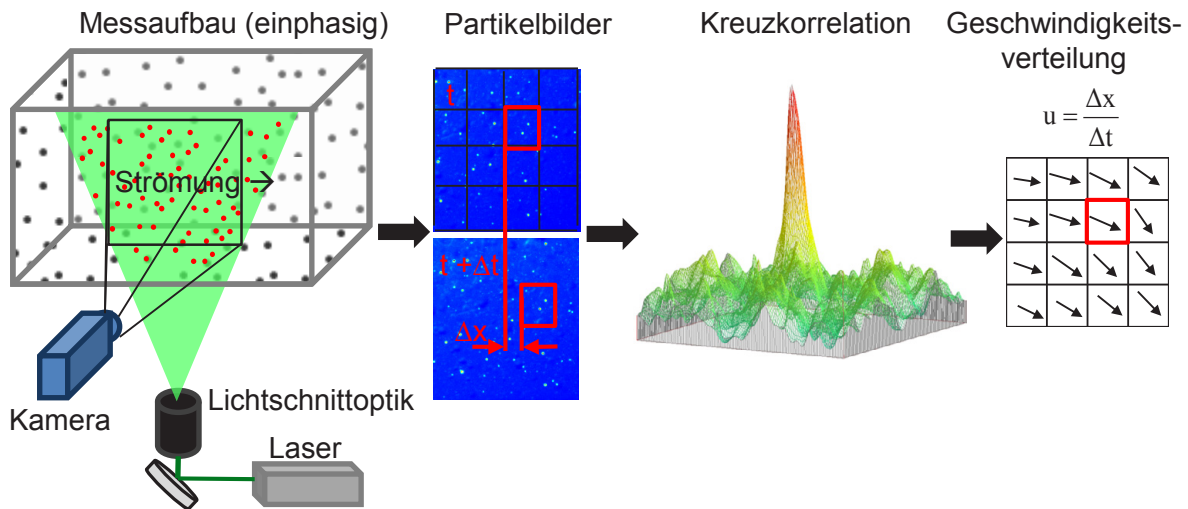 Messaufbau (einphasig)
Partikelbilder
Kreuzkorrelation
Geschwindigkeits-
verteilung
u = Δx
Δt
t
Strömung →
t +Δt
Δx
Kamera
Lichtschnittoptik
Laser